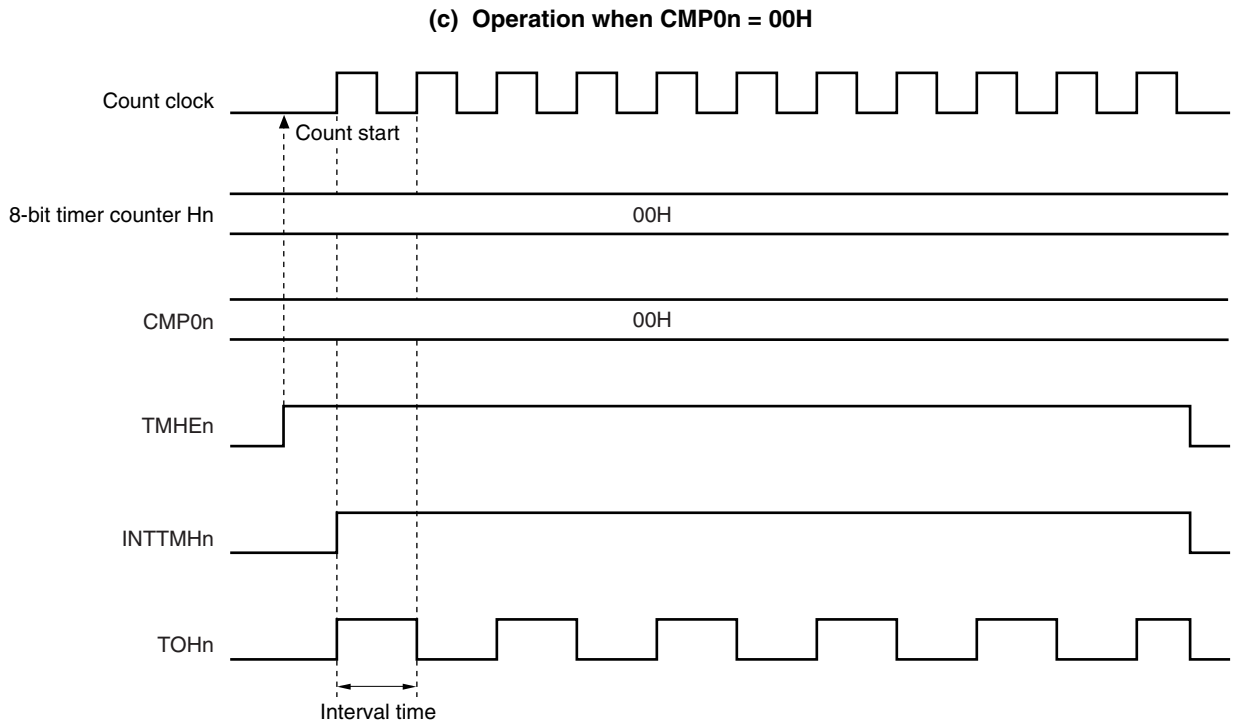 (c) Operation when CMP0n = 00H
Count clock
Count start
8-bit timer counter Hn
00H
CMP0n
00H
TMHEn
INTTMHn
TOHn
Interval time